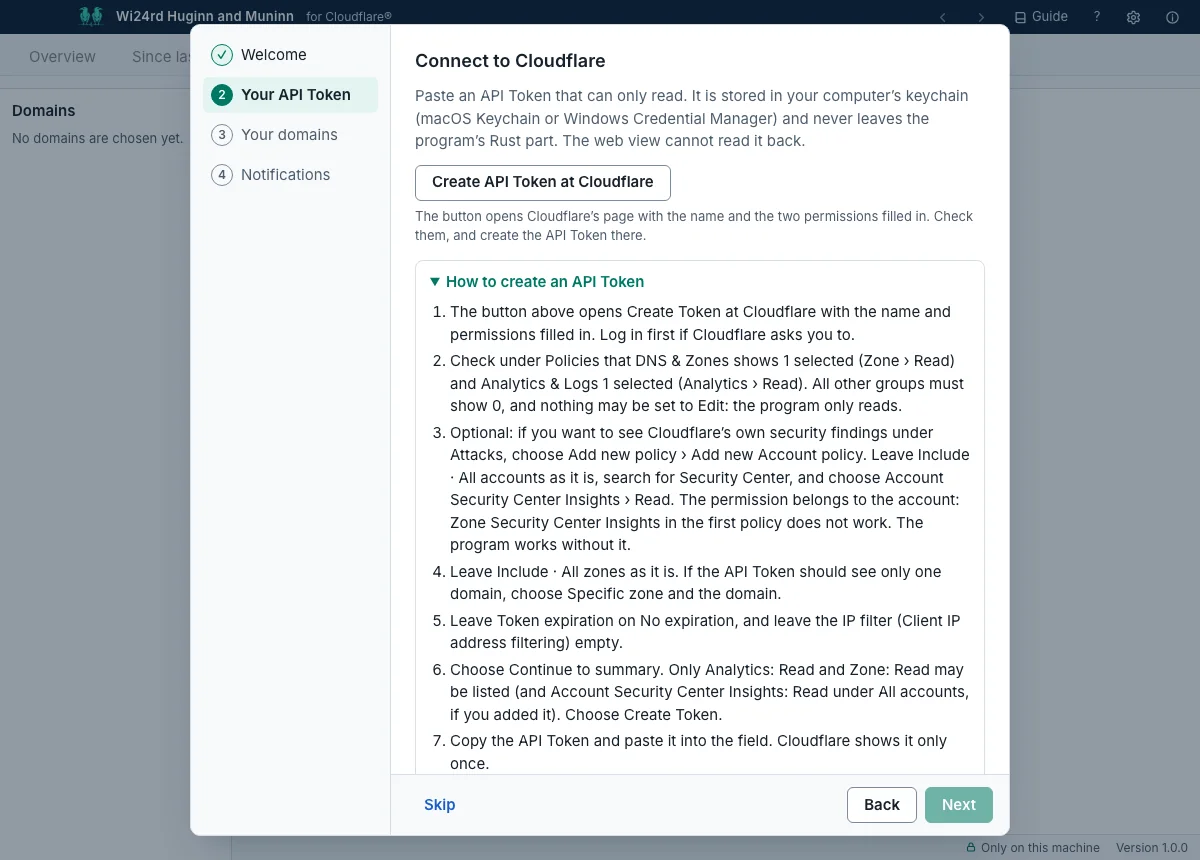 Wi24rd Huginn and Muninn for Cloudflare®
Guide
?
Overview
Since las
Domains
No domains are chosen yet.
Welcome
2 Your API Token
3 Your domains
4 Notifications
Connect to Cloudflare
Paste an API Token that can only read. It is stored in your computer's keychain
(macOS Keychain or Windows Credential Manager) and never leaves the
program's Rust part. The web view cannot read it back.
Create API Token at Cloudflare
The button opens Cloudflare's page with the name and the two permissions filled in. Check
them, and create the API Token there.
▼ How to create an API Token
1. The button above opens Create Token at Cloudflare with the name and
permissions filled in. Log in first if Cloudflare asks you to.
2. Check under Policies that DNS & Zones shows 1 selected (Zone › Read)
and Analytics & Logs 1 selected (Analytics › Read). All other groups must
show 0, and nothing may be set to Edit: the program only reads.
3. Optional: if you want to see Cloudflare's own security findings under
Attacks, choose Add new policy › Add new Account policy. Leave Include
· All accounts as it is, search for Security Center, and choose Account
Security Center Insights › Read. The permission belongs to the account:
Zone Security Center Insights in the first policy does not work. The
program works without it.
4. Leave Include · All zones as it is. If the API Token should see only one
domain, choose Specific zone and the domain.
5. Leave Token expiration on No expiration, and leave the IP filter (Client IP
address filtering) empty.
6. Choose Continue to summary. Only Analytics: Read and Zone: Read may
be listed (and Account Security Center Insights: Read under All accounts,
if you added it). Choose Create Token.
7. Copy the API Token and paste it into the field. Cloudflare shows it only
once.
Skip
Back
Next
Only on this machine
Version 1.0.0